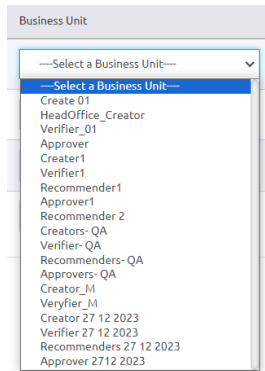 Business Unit
----Select a Business Unit----
----Select a Business Unit----
Create 01
HeadOffice_Creator
Verifier_01
Approver
Creater1
Verifier1
Recommender1
Approver1
Recommender 2
Creators- QA
Verifier- QA
Recommenders- QA
Approvers- QA
Creator_M
Veryfier_M
Creator 27 12 2023
Verifier 27 12 2023
Recommenders 27 12 2023
Approver 2712 2023